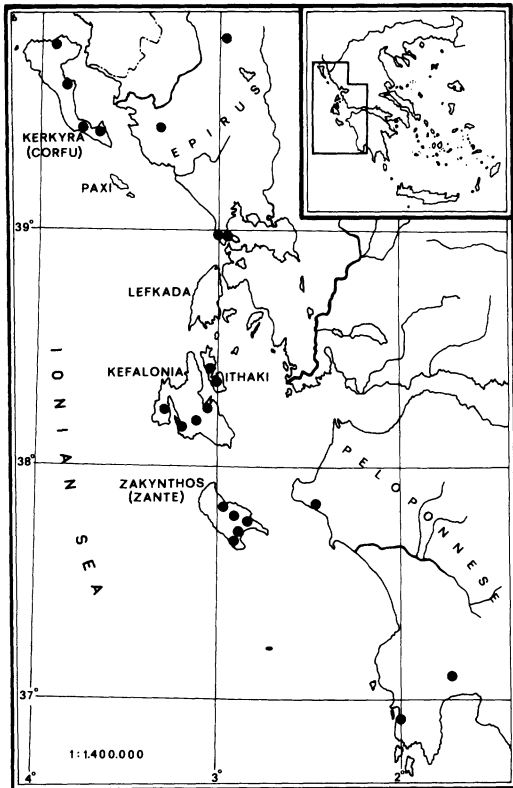 EPIRUS
KERKYRA
(CORFU)
PAXI
39°
LEFKADA
KEFALONIA
ITHAKI
IONIAN SEA
38°
ZAKYNTHOS
(ZANTE)
PELOPONNESE
37°
1:1.400.000
4°
3°
2°